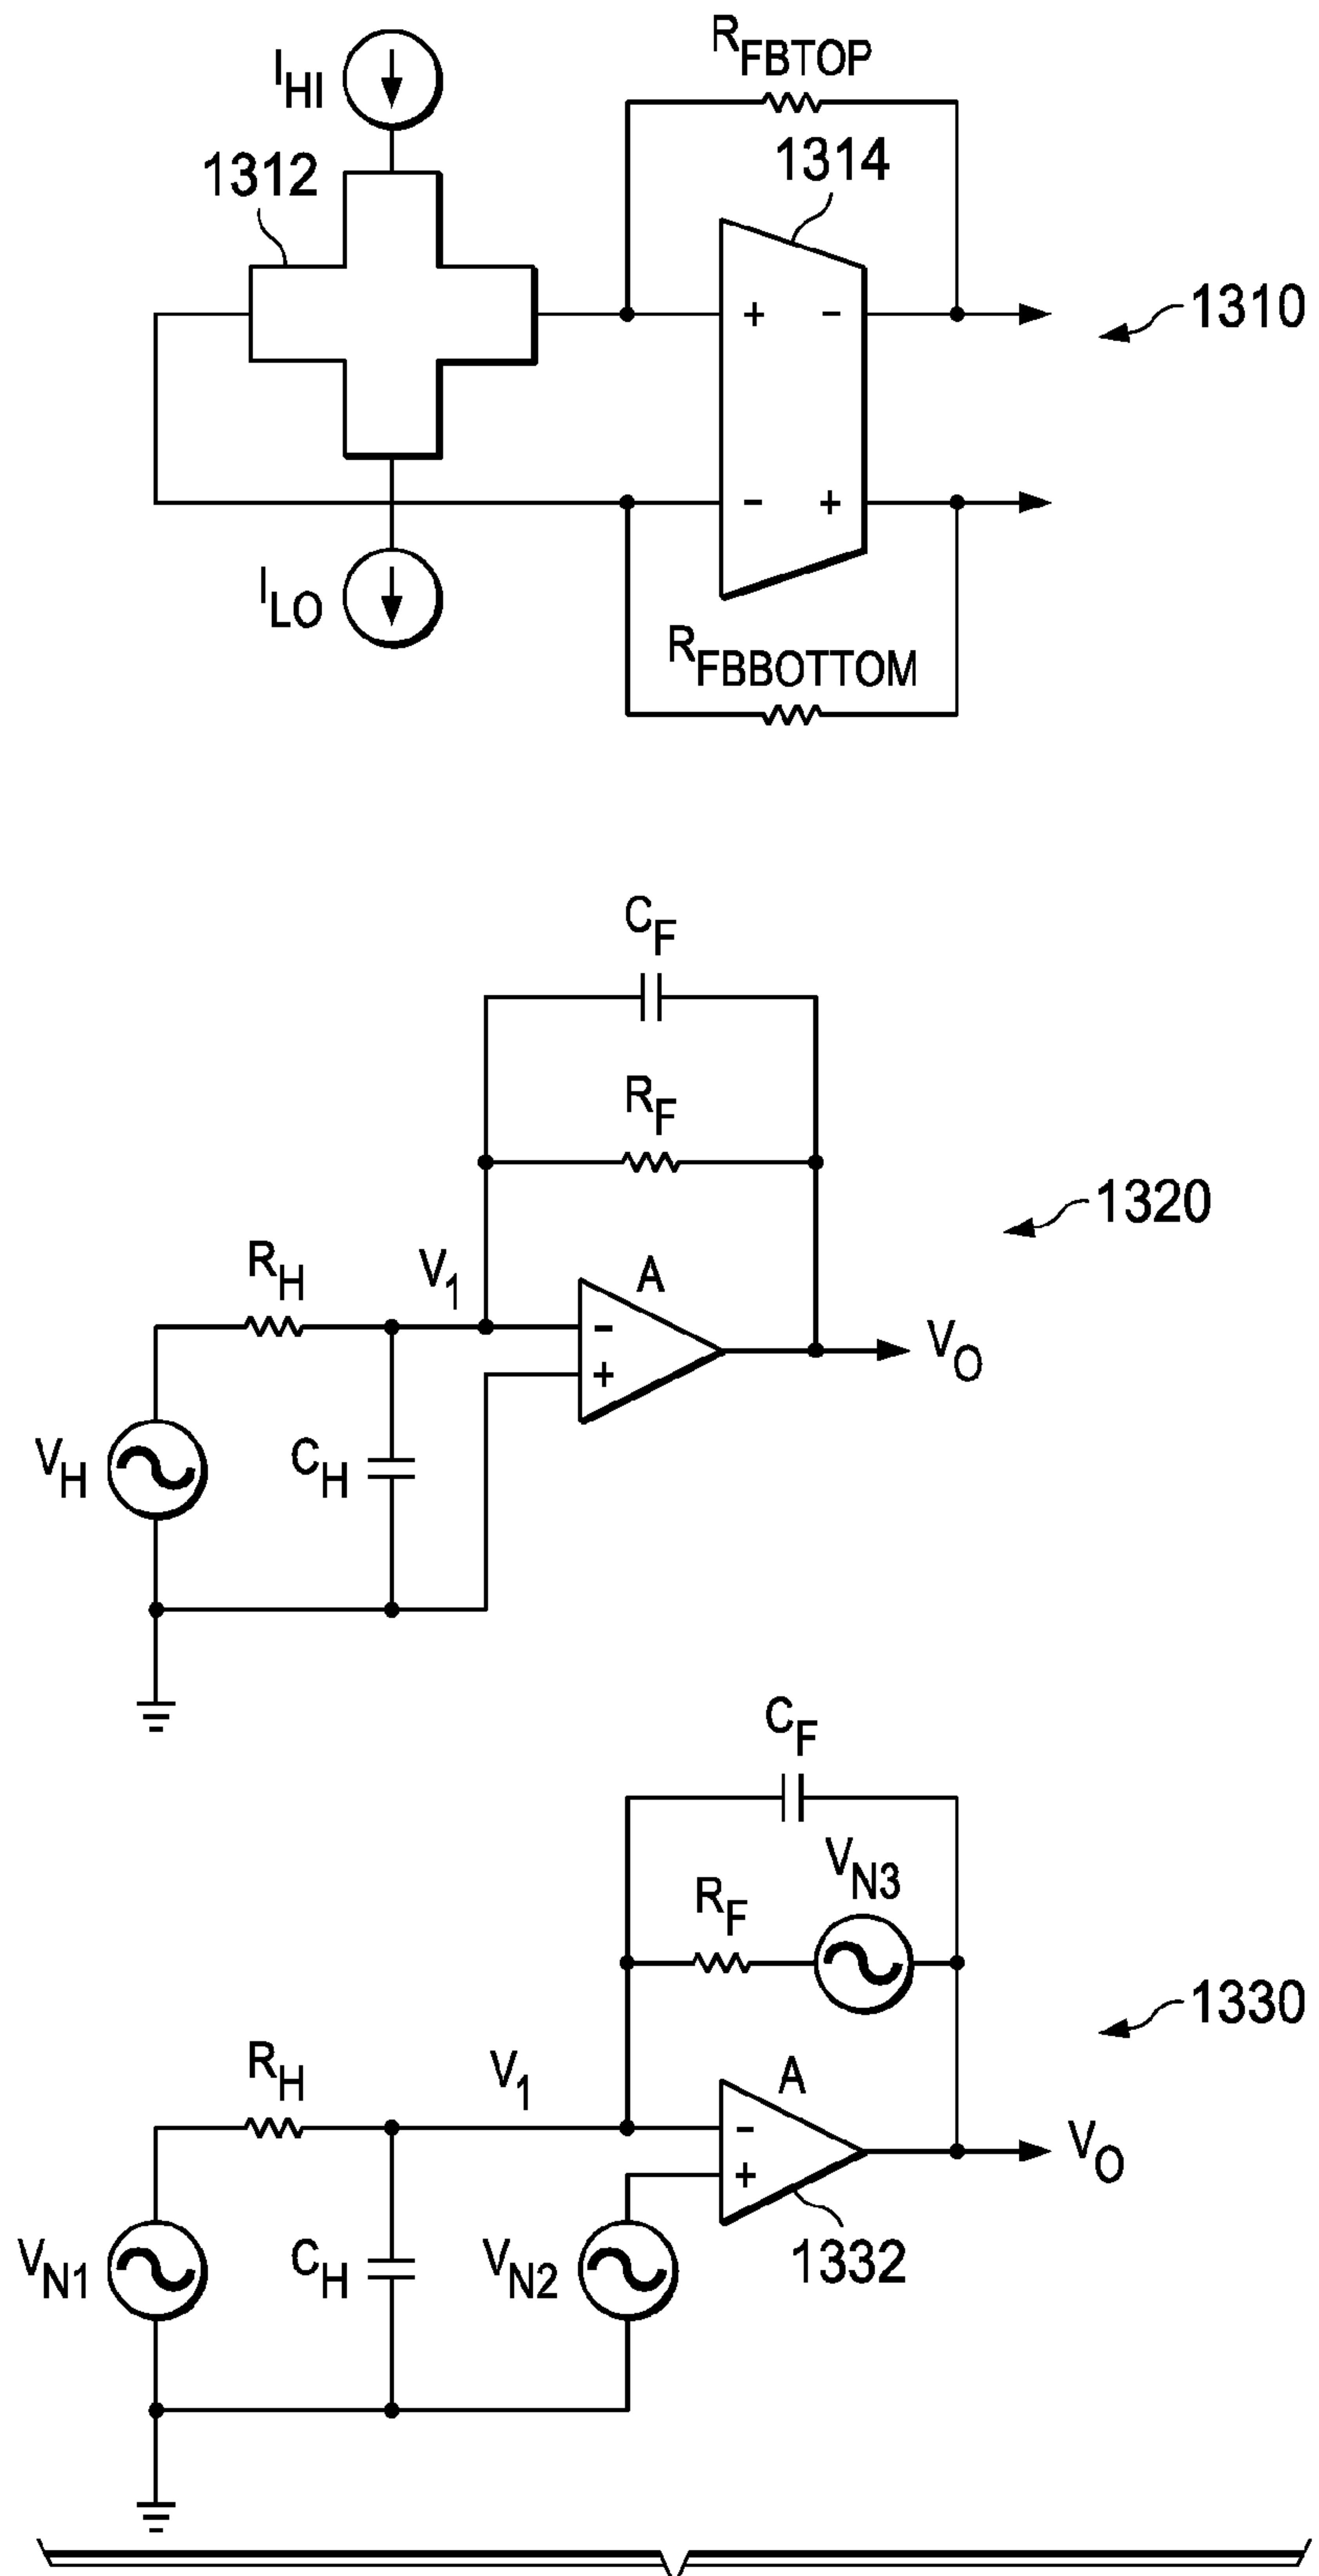 R_FBTOP
I_HI
1312
1314
+ -
1310
- +
I_LO
R_FBBOTTOM
C_F
R_F
1320
R_H
V_1
A
-
+
V_O
V_H
C_H
C_F
V_N3
R_F
1330
R_H
V_1
A
-
+
V_O
V_N1
C_H
V_N2
1332